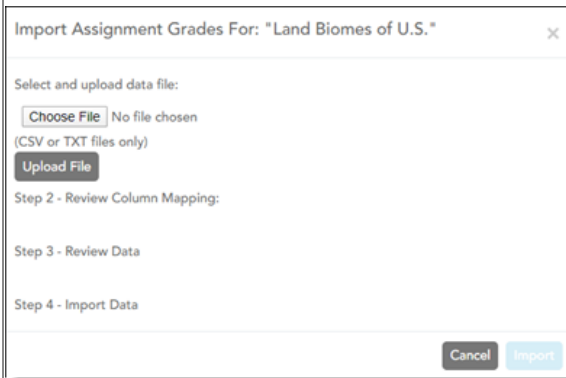 Import Assignment Grades For: "Land Biomes of U.S."
×
Select and upload data file:
Choose File No file chosen
(CSV or TXT files only)
Upload File
Step 2 - Review Column Mapping:
Step 3 - Review Data
Step 4 - Import Data
Cancel Import